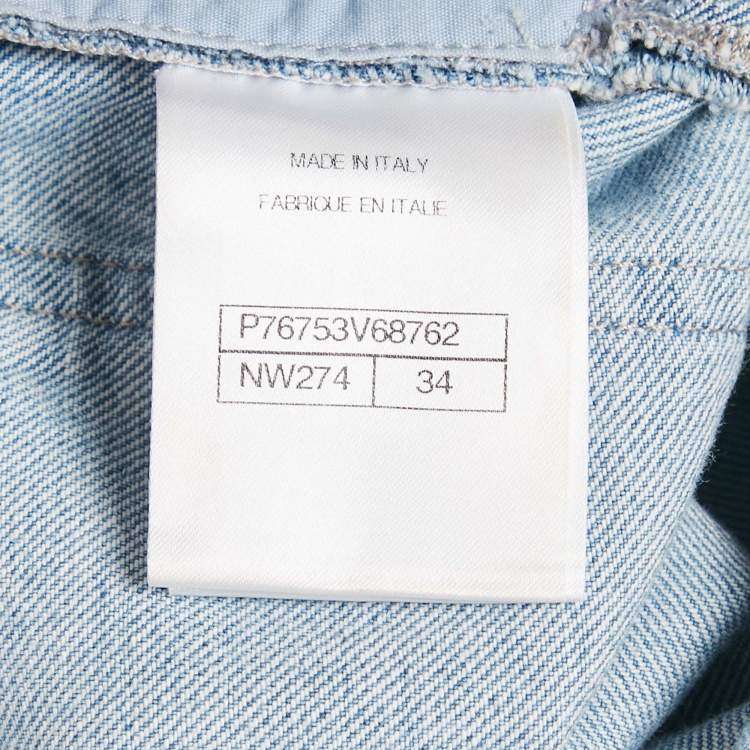 MADE IN ITALY
FABRIQUE EN ITALIE
P76753V68762
NW274 34